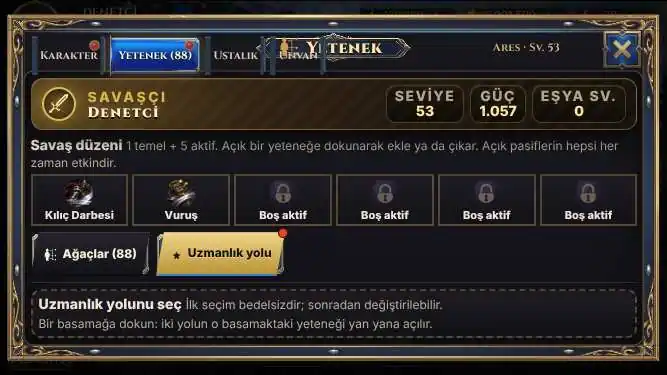 DENETÇİ
YETENEK
ARES · SV. 53
KARAKTER
YETENEK (88)
USTALIK
UNVAN
SAVAŞÇI
DENETCİ
SEVİYE
53
GÜÇ
1.057
EŞYA SV.
0
Savaş düzeni 1 temel + 5 aktif. Açık bir yeteneğe dokunarak ekle ya da çıkar. Açık pasiflerin hepsi her
zaman etkindir.
Kılıç Darbesi
Vuruş
Boş aktif
Boş aktif
Boş aktif
Boş aktif
Ağaçlar (88)
Uzmanlık yolu
Uzmanlık yolunu seç İlk seçim bedelsizdir; sonradan değiştirilebilir.
Bir basamağa dokun: iki yolun o basamaktaki yeteneği yan yana açılır.